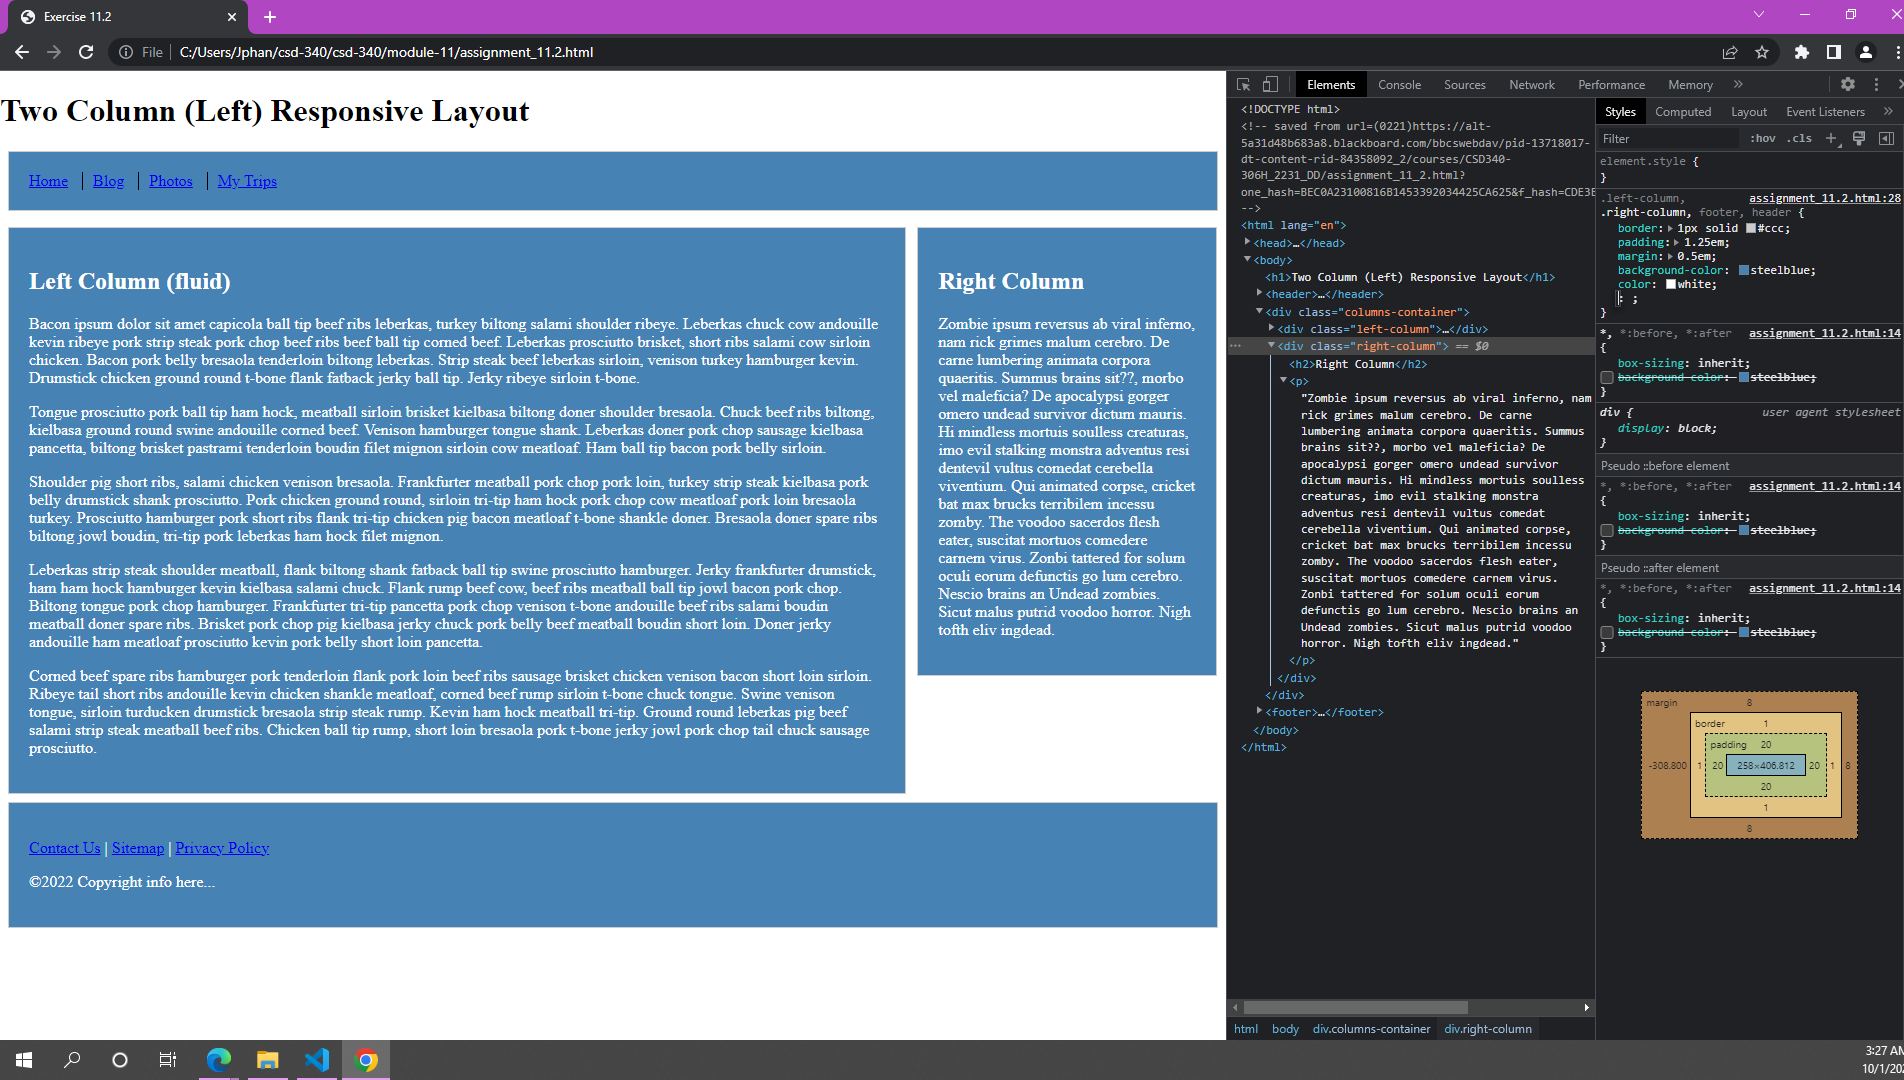 Exercise 11.2
File
C:/Users/Jphan/csd-340/csd-340/module-11/assignment_11.2.html
Two Column (Left) Responsive Layout
Home
Blog
Photos
My Trips
Left Column (fluid)
Bacon ipsum dolor sit amet capicola ball tip beef ribs leberkas, turkey biltong salami shoulder ribeye. Leberkas chuck cow andouille
kevin ribeye pork strip steak pork chop beef ribs beef ball tip corned beef. Leberkas prosciutto brisket, short ribs salami cow sirloin
chicken. Bacon pork belly bresaola tenderloin biltong leberkas. Strip steak beef leberkas sirloin, venison turkey hamburger kevin.
Drumstick chicken ground round t-bone flank fatback jerky ball tip. Jerky ribeye sirloin t-bone.
Tongue prosciutto pork ball tip ham hock, meatball sirloin brisket kielbasa biltong doner shoulder bresaola. Chuck beef ribs biltong,
kielbasa ground round swine andouille corned beef. Venison hamburger tongue shank. Leberkas doner pork chop sausage kielbasa
pancetta, biltong brisket pastrami tenderloin boudin filet mignon sirloin cow meatloaf. Ham ball tip bacon pork belly sirloin.
Shoulder pig short ribs, salami chicken venison bresaola. Frankfurter meatball pork chop pork loin, turkey strip steak kielbasa pork
belly drumstick shank prosciutto. Pork chicken ground round, sirloin tri-tip ham hock pork chop cow meatloaf pork loin bresaola
turkey. Prosciutto hamburger pork short ribs flank tri-tip chicken pig bacon meatloaf t-bone shankle doner. Bresaola doner spare ribs
biltong jowl boudin, tri-tip pork leberkas ham hock filet mignon.
Leberkas strip steak shoulder meatball, flank biltong shank fatback ball tip swine prosciutto hamburger. Jerky frankfurter drumstick,
ham ham hock hamburger kevin kielbasa salami chuck. Flank rump beef cow, beef ribs meatball ball tip jowl bacon pork chop.
Biltong tongue pork chop hamburger. Frankfurter tri-tip pancetta pork chop venison t-bone andouille beef ribs salami boudin
meatball doner spare ribs. Brisket pork chop pig kielbasa jerky chuck pork belly beef meatball boudin short loin. Doner jerky
andouille ham meatloaf prosciutto kevin pork belly short loin pancetta.
Corned beef spare ribs hamburger pork tenderloin flank pork loin beef ribs sausage brisket chicken venison bacon short loin sirloin.
Ribeye tail short ribs andouille kevin chicken shankle meatloaf, corned beef rump sirloin t-bone chuck tongue. Swine venison
tongue, sirloin turducken drumstick bresaola strip steak rump. Kevin ham hock meatball tri-tip. Ground round leberkas pig beef
salami strip steak meatball beef ribs. Chicken ball tip rump, short loin bresaola pork t-bone jerky jowl pork chop tail chuck sausage
prosciutto.
Right Column
Zombie ipsum reversus ab viral inferno,
nam rick grimes malum cerebro. De
carne lumbering animata corpora
quaeritis. Summus brains sit??, morbo
vel maleficia? De apocalypsi gorger
omero undead survivor dictum mauris.
Hi mindless mortuis soulless creaturas,
imo evil stalking monstra adventus resi
dentevil vultus comedat cerebella
viventium. Qui animated corpse, cricket
bat max brucks terribilem incessu
zomby. The voodoo sacerdos flesh
eater, suscitat mortuos comedere
carnem virus. Zonbi tattered for solum
oculi eorum defunctis go lum cerebro.
Nescio brains an Undead zombies.
Sicut malus putrid voodoo horror. Nigh
tofth eliv ingdead.
Contact Us | Sitemap | Privacy Policy
©2022 Copyright info here...
Elements
Console
Sources
Network
Performance
Memory
<!DOCTYPE html>
<!-- saved from url=(0221)https://alt-
5a31d48b683a8.blackboard.com/bbcswebdav/pid-13718017-
dt-content-rid-84358092_2/courses/CSD340-
306H_2231_DD/assignment_11_2.html?
one_hash=BEC0A23100816B1453392034425CA625&f_hash=CDE3E
-->
<html lang="en">
<head>…</head>
<body>
<h1>Two Column (Left) Responsive Layout</h1>
<header>…</header>
<div class="columns-container">
<div class="left-column">…</div>
<div class="right-column"> == $0
<h2>Right Column</h2>
<p>
"Zombie ipsum reversus ab viral inferno, nam
rick grimes malum cerebro. De carne
lumbering animata corpora quaeritis. Summus
brains sit??, morbo vel maleficia? De
apocalypsi gorger omero undead survivor
dictum mauris. Hi mindless mortuis soulless
creaturas, imo evil stalking monstra
adventus resi dentevil vultus comedat
cerebella viventium. Qui animated corpse,
cricket bat max brucks terribilem incessu
zomby. The voodoo sacerdos flesh eater,
suscitat mortuos comedere carnem virus.
Zonbi tattered for solum oculi eorum
defunctis go lum cerebro. Nescio brains an
Undead zombies. Sicut malus putrid voodoo
horror. Nigh tofth eliv ingdead."
</p>
</div>
</div>
<footer>…</footer>
</body>
</html>
html body div.columns-container div.right-column
Styles
Computed
Layout
Event Listeners
Filter
:hov .cls
element.style {
}
.left-column, assignment_11.2.html:28
.right-column, footer, header {
border: 1px solid #ccc;
padding: 1.25em;
margin: 0.5em;
background-color: steelblue;
color: white;
: ;
}
*, *:before, *:after assignment_11.2.html:14
{
box-sizing: inherit;
background-color: steelblue;
}
div { user agent stylesheet
display: block;
}
Pseudo ::before element
*, *:before, *:after assignment_11.2.html:14
{
box-sizing: inherit;
background-color: steelblue;
}
Pseudo ::after element
*, *:before, *:after assignment_11.2.html:14
{
box-sizing: inherit;
background-color: steelblue;
}
margin 8
border 1
padding 20
-308.800 1 20 258×406.812 20 1 8
20
1
8
3:27 AM
10/1/20